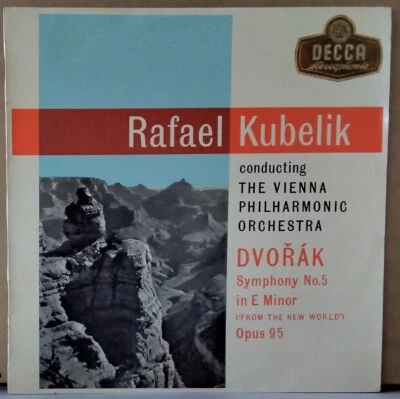 DECCA
stereophonic
Rafael Kubelik
conducting
THE VIENNA
PHILHARMONIC
ORCHESTRA
DVOŘÁK
Symphony No.5
in E Minor
('FROM THE NEW WORLD')
Opus 95